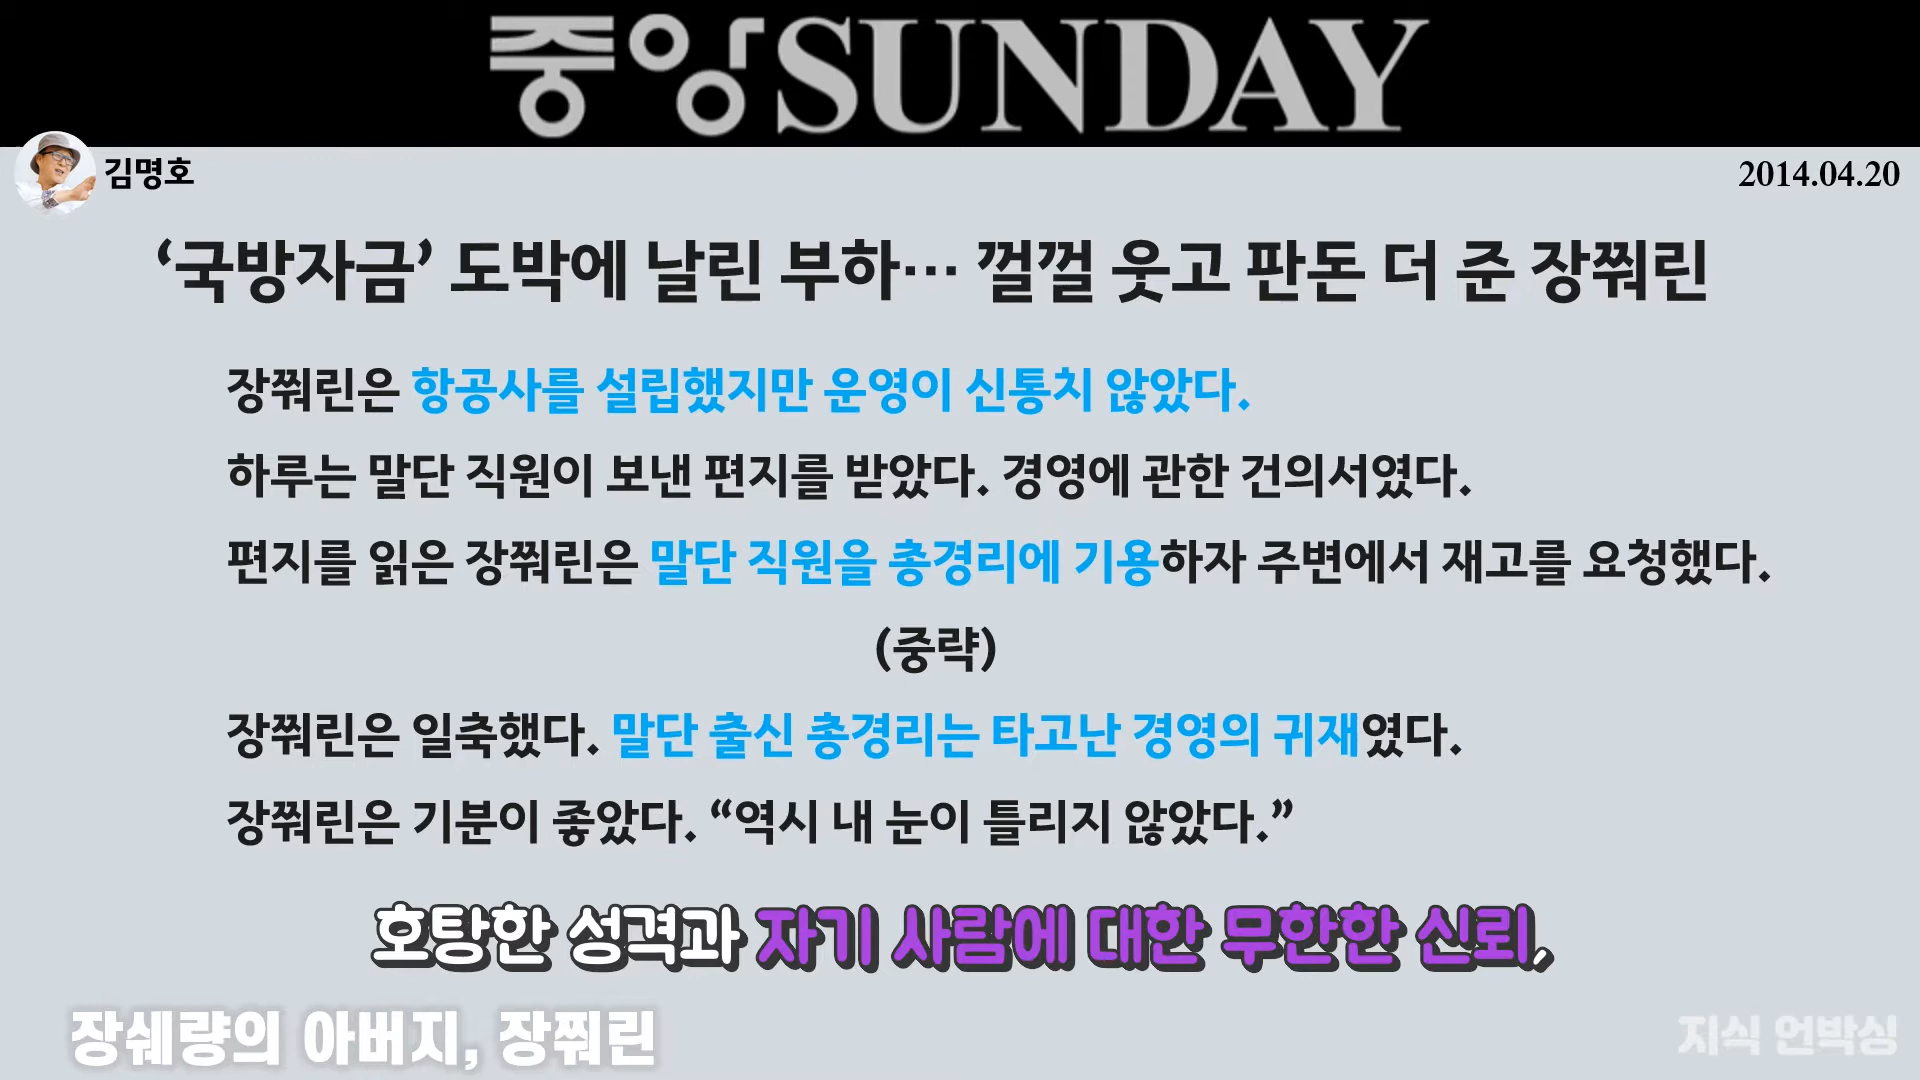 중앙SUNDAY
김명호
2014.04.20
‘국방자금’ 도박에 날린 부하… 껄껄 웃고 판돈 더 준 장쭤린
장쭤린은 항공사를 설립했지만 운영이 신통치 않았다.
하루는 말단 직원이 보낸 편지를 받았다. 경영에 관한 건의서였다.
편지를 읽은 장쭤린은 말단 직원을 총경리에 기용하자 주변에서 재고를 요청했다.
(중략)
장쭤린은 일축했다. 말단 출신 총경리는 타고난 경영의 귀재였다.
장쭤린은 기분이 좋았다. “역시 내 눈이 틀리지 않았다.”
호탕한 성격과 자기 사람에 대한 무한한 신뢰,
장쉐량의 아버지, 장쭤린
지식 언박싱